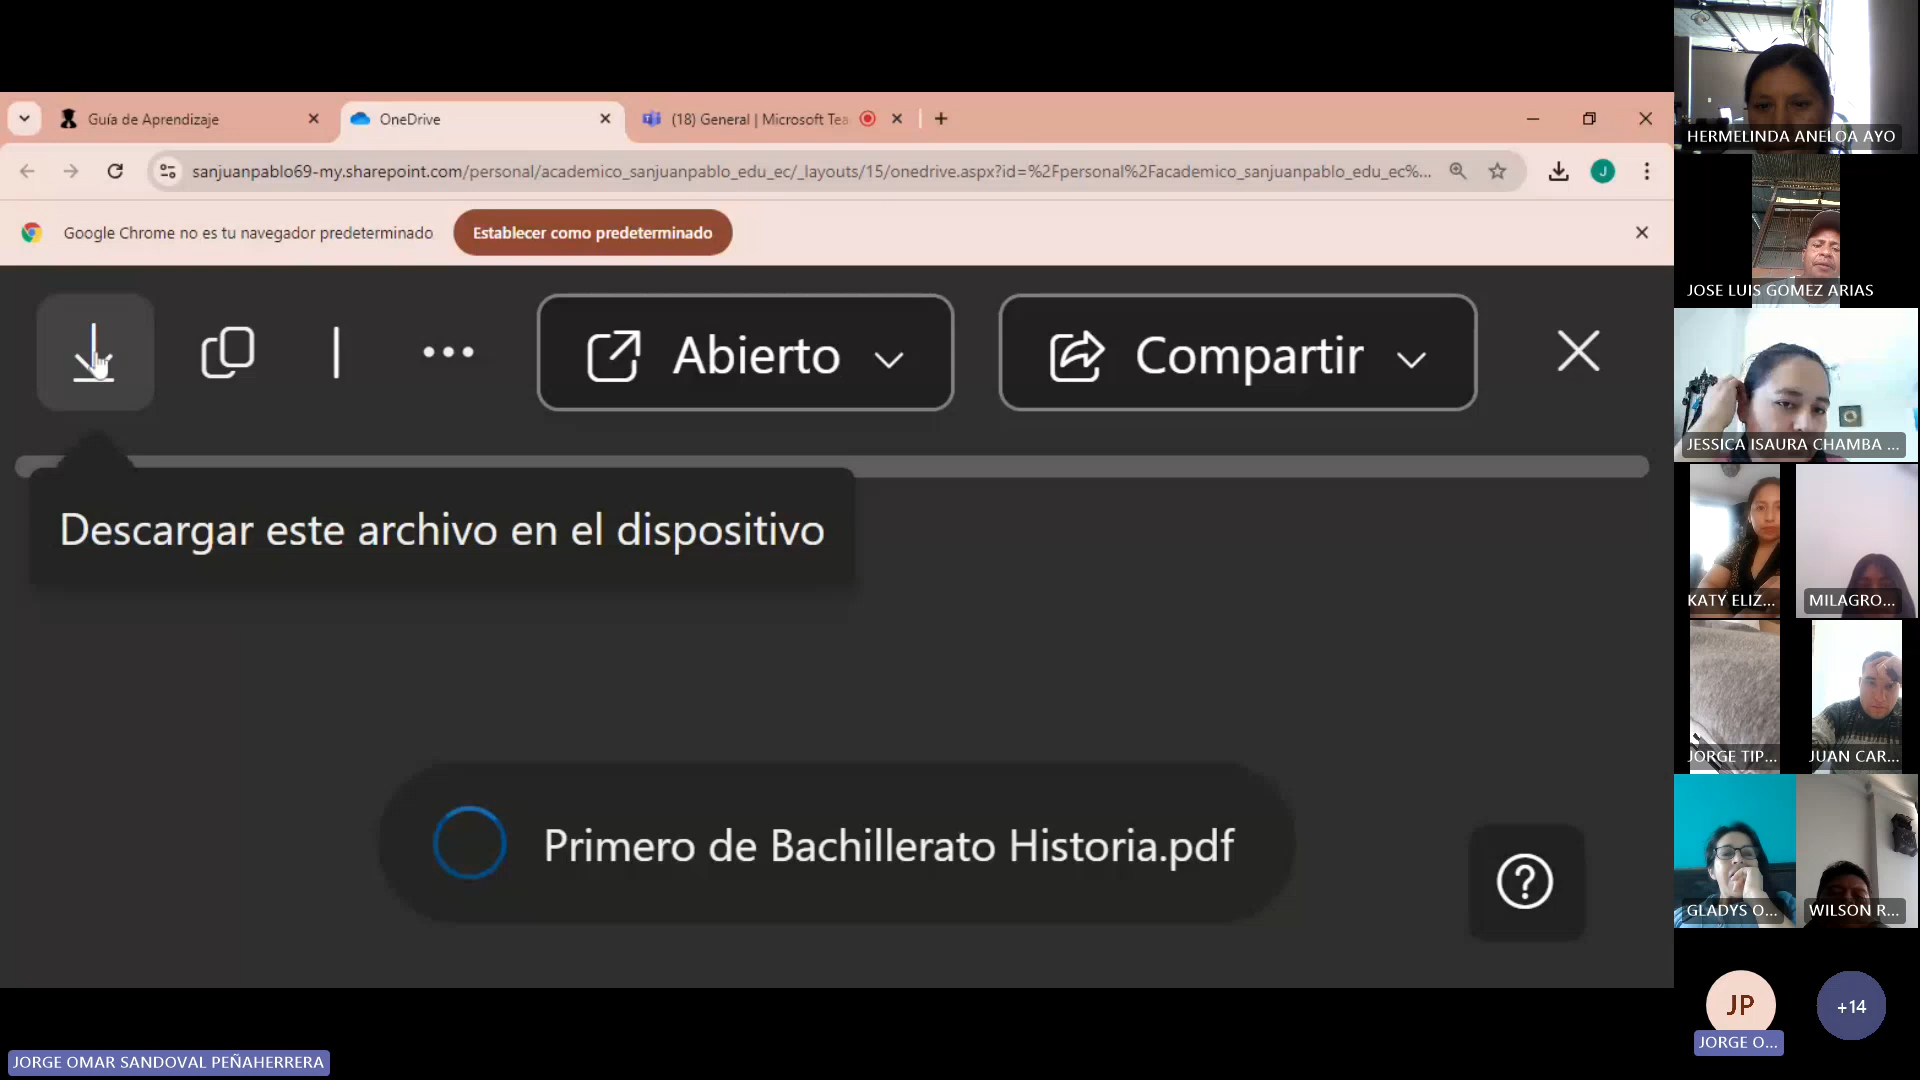 Guía de Aprendizaje
OneDrive
(18) General | Microsoft Tea
sanjuanpablo69-my.sharepoint.com/personal/academico_sanjuanpablo_edu_ec/_layouts/15/onedrive.aspx?id=%2Fpersonal%2Facademico_sanjuanpablo_edu_ec%...
J
Google Chrome no es tu navegador predeterminado
Establecer como predeterminado
Abierto
Compartir
Descargar este archivo en el dispositivo
Primero de Bachillerato Historia.pdf
HERMELINDA ANELOA AYO
JOSE LUIS GOMEZ ARIAS
JESSICA ISAURA CHAMBA ...
KATY ELIZ...
MILAGRO...
JORGE TIP...
JUAN CAR...
GLADYS O...
WILSON R...
JP
+14
JORGE O...
JORGE OMAR SANDOVAL PEÑAHERRERA